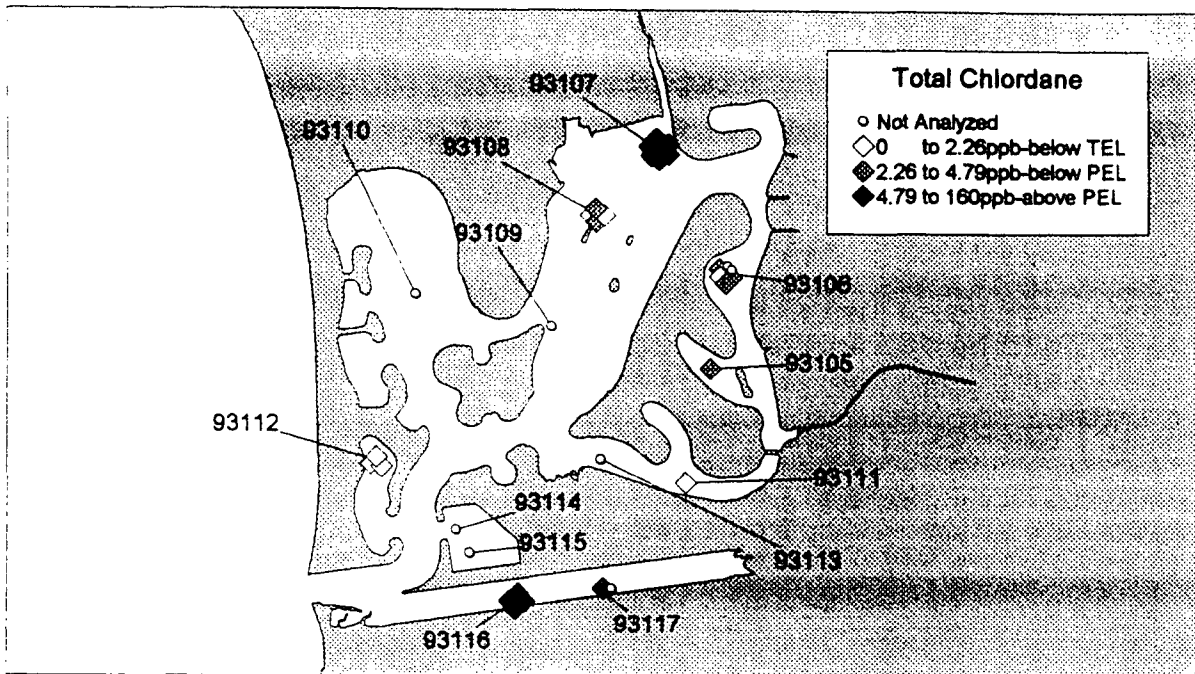 Total Chlordane
Not Analyzed
0 to 2.26ppb-below TEL
2.26 to 4.79ppb-below PEL
4.79 to 160ppb-above PEL
93107
93110
93108
93109
93106
93105
93112
93111
93114
93115
93113
93116
93117